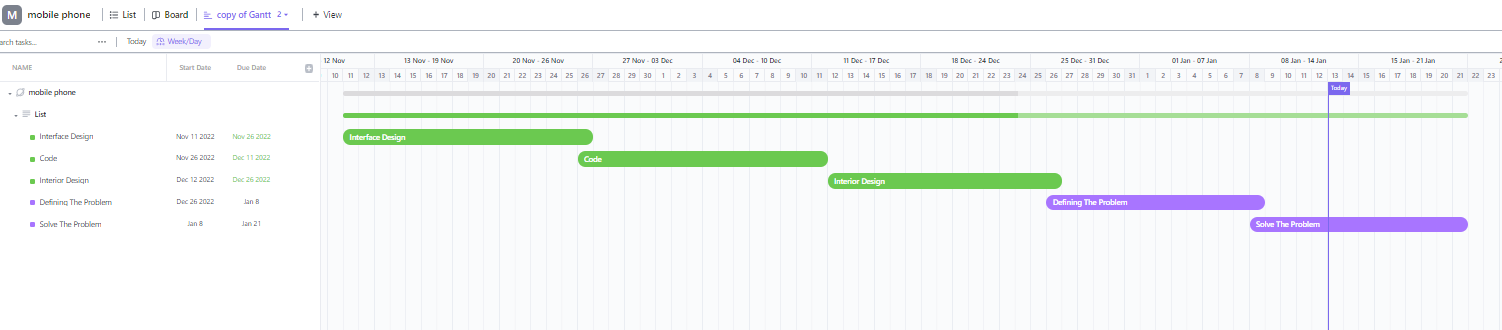 M mobile phone List Board copy of Gantt 2 + View
arch tasks... ... Today Week/Day
NAME Start Date Due Date
12 Nov 13 Nov - 19 Nov 20 Nov - 26 Nov 27 Nov - 03 Dec 04 Dec - 10 Dec 11 Dec - 17 Dec 18 Dec - 24 Dec 25 Dec - 31 Dec 01 Jan - 07 Jan 08 Jan - 14 Jan 15 Jan - 21 Jan 2
10 11 12 13 14 15 16 17 18 19 20 21 22 23 24 25 26 27 28 29 30 1 2 3 4 5 6 7 8 9 10 11 12 13 14 15 16 17 18 19 20 21 22 23 24 25 26 27 28 29 30 31 1 2 3 4 5 6 7 8 9 10 11 12 13 14 15 16 17 18 19 20 21 22 23
Today
mobile phone
List
Interface Design Nov 11 2022 Nov 26 2022 Interface Design
Code Nov 26 2022 Dec 11 2022 Code
Interior Design Dec 12 2022 Dec 26 2022 Interior Design
Defining The Problem Dec 26 2022 Jan 8 Defining The Problem
Solve The Problem Jan 8 Jan 21 Solve The Problem